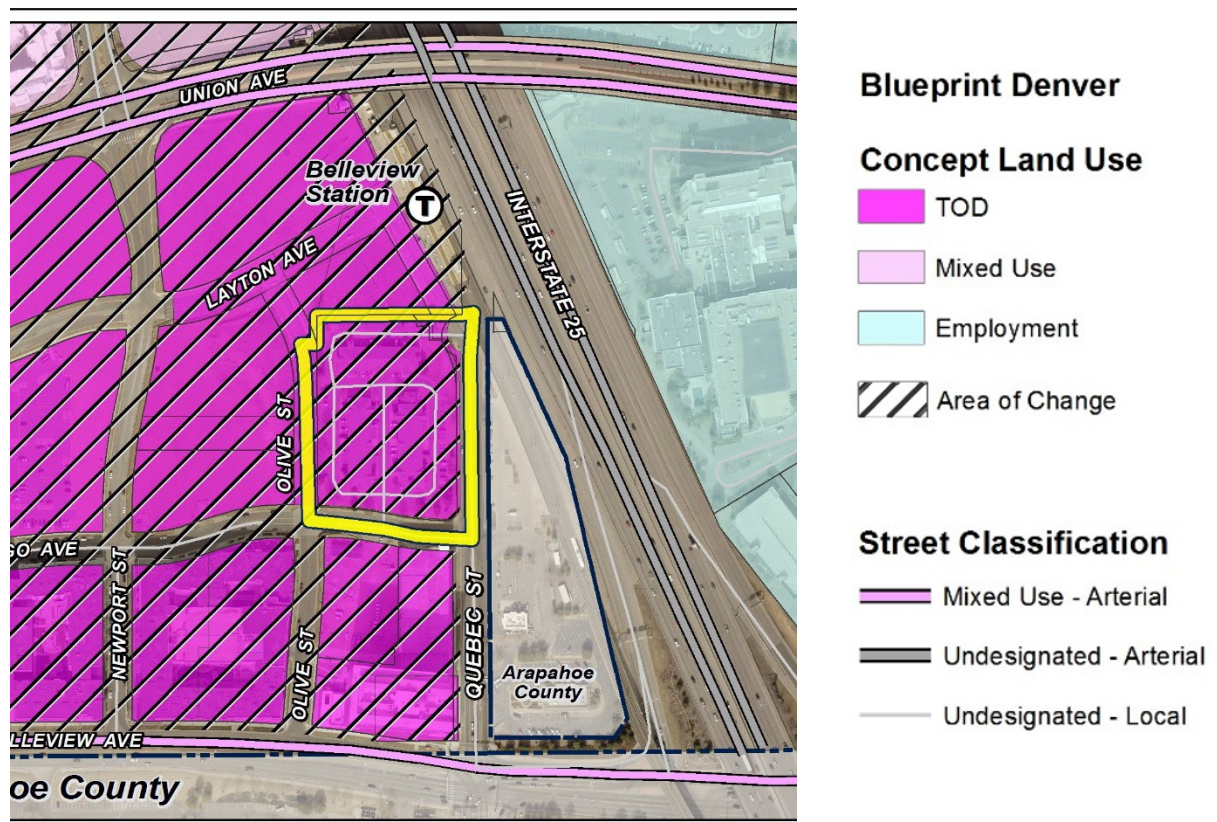 UNION AVE
Belleview
Station
T
INTERSTATE 25
LAYTON AVE
OLIVE ST
GO AVE
NEWPORT ST
OLIVE ST
QUEBEC ST
Arapahoe
County
LLEVIEW AVE
oe County
Blueprint Denver
Concept Land Use
TOD
Mixed Use
Employment
Area of Change
Street Classification
Mixed Use - Arterial
Undesignated - Arterial
Undesignated - Local